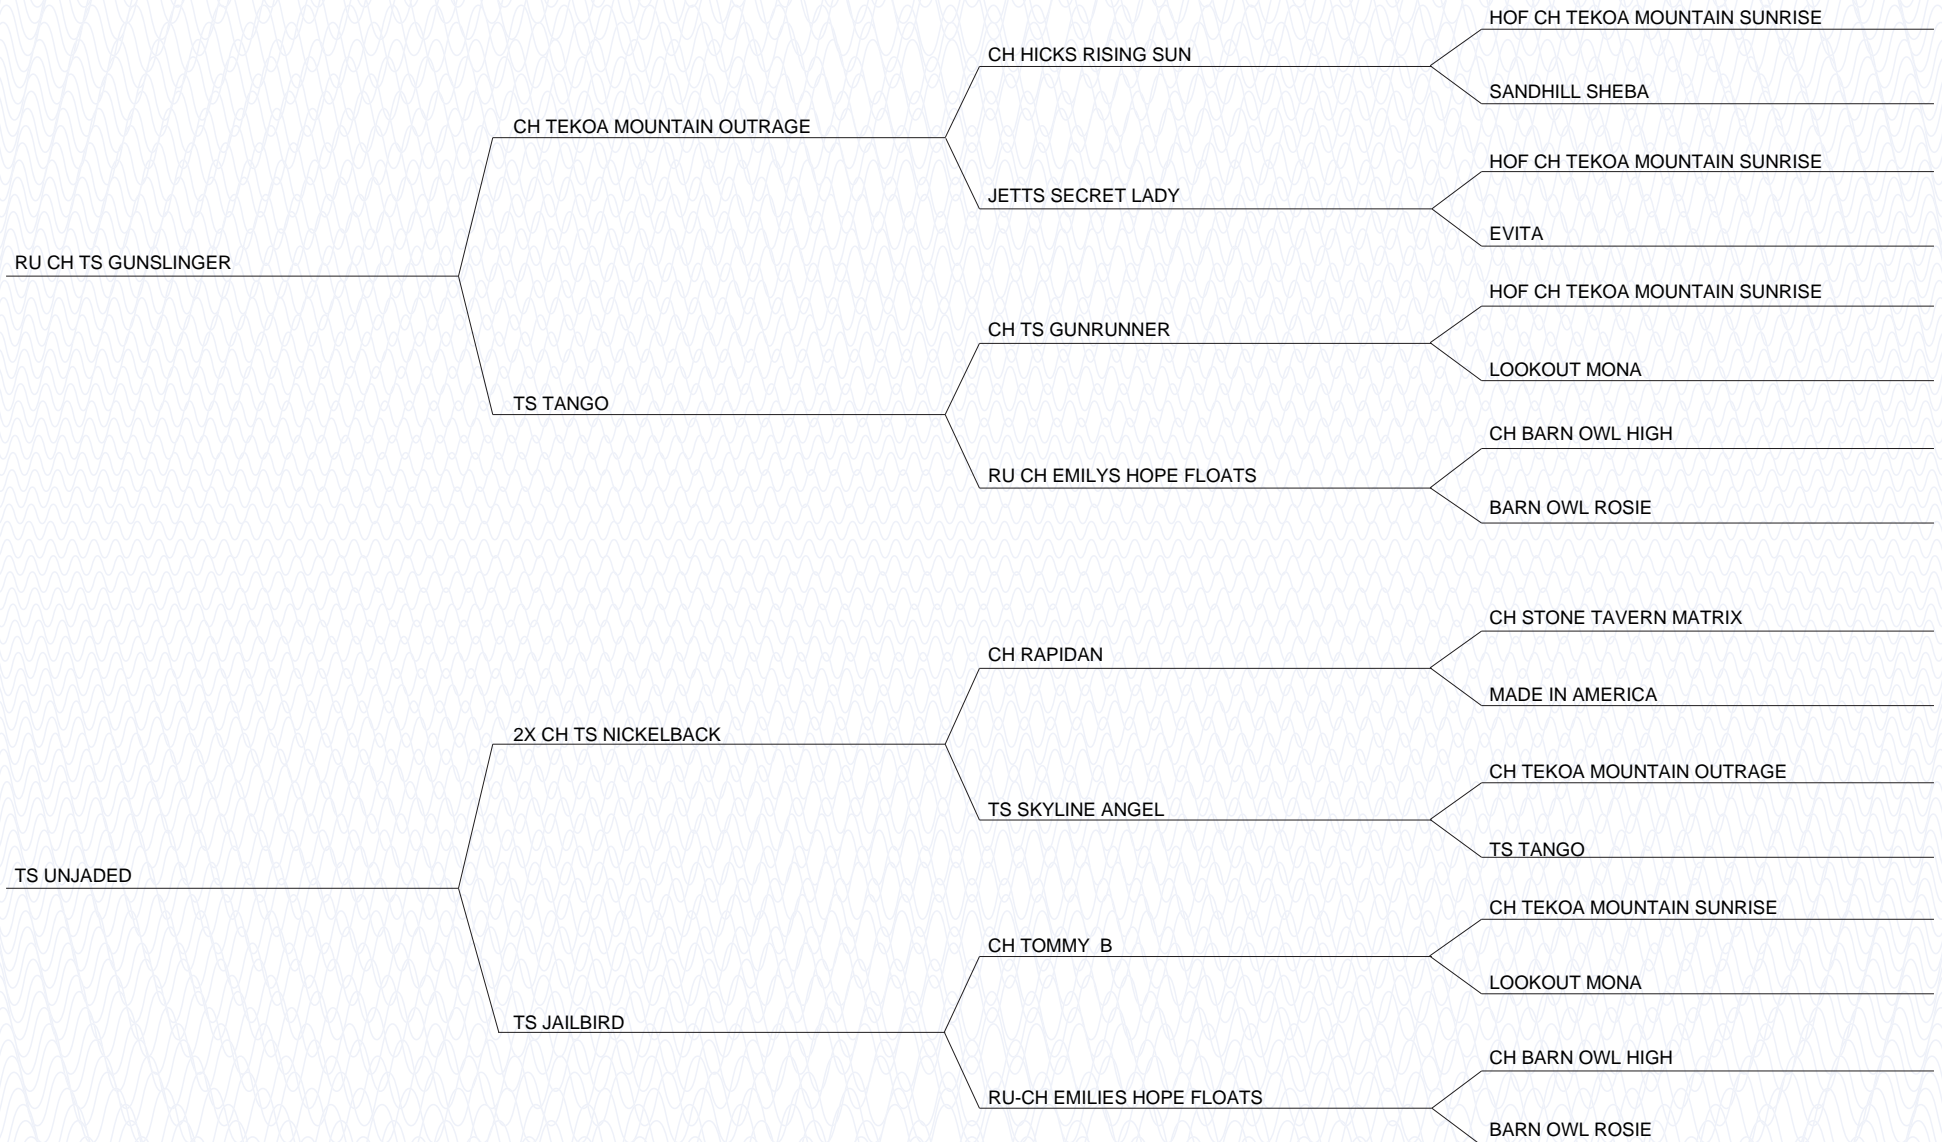 HOF CH TEKOA MOUNTAIN SUNRISE
CH HICKS RISING SUN
SANDHILL SHEBA
CH TEKOA MOUNTAIN OUTRAGE
HOF CH TEKOA MOUNTAIN SUNRISE
JETTS SECRET LADY
EVITA
RU CH TS GUNSLINGER
HOF CH TEKOA MOUNTAIN SUNRISE
CH TS GUNRUNNER
LOOKOUT MONA
TS TANGO
CH BARN OWL HIGH
RU CH EMILYS HOPE FLOATS
BARN OWL ROSIE
CH STONE TAVERN MATRIX
CH RAPIDAN
MADE IN AMERICA
2X CH TS NICKELBACK
CH TEKOA MOUNTAIN OUTRAGE
TS SKYLINE ANGEL
TS TANGO
TS UNJADED
CH TEKOA MOUNTAIN SUNRISE
CH TOMMY  B
LOOKOUT MONA
TS JAILBIRD
CH BARN OWL HIGH
RU-CH EMILIES HOPE FLOATS
BARN OWL ROSIE